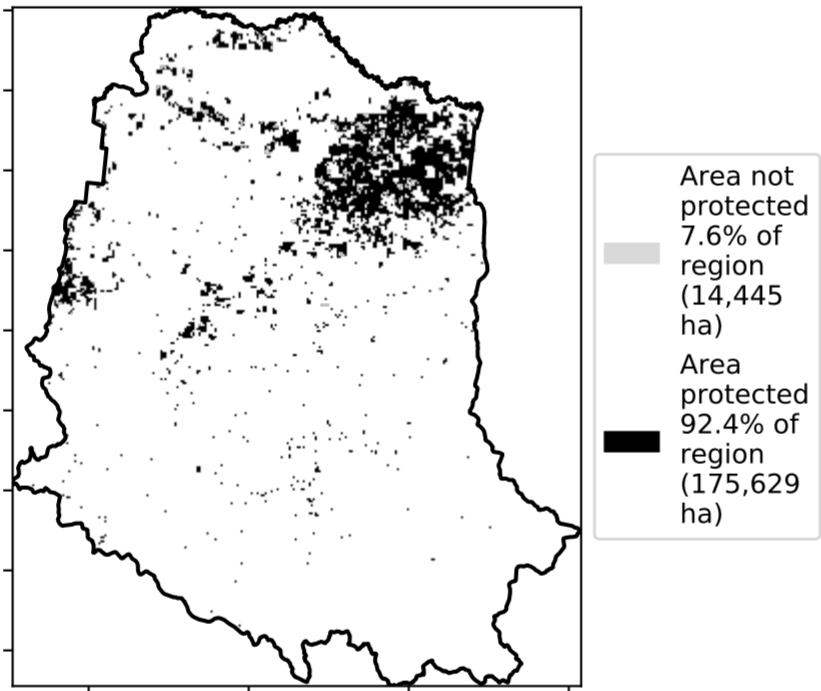 Area not
protected
7.6% of
region
(14,445
ha)
Area
protected
92.4% of
region
(175,629
ha)